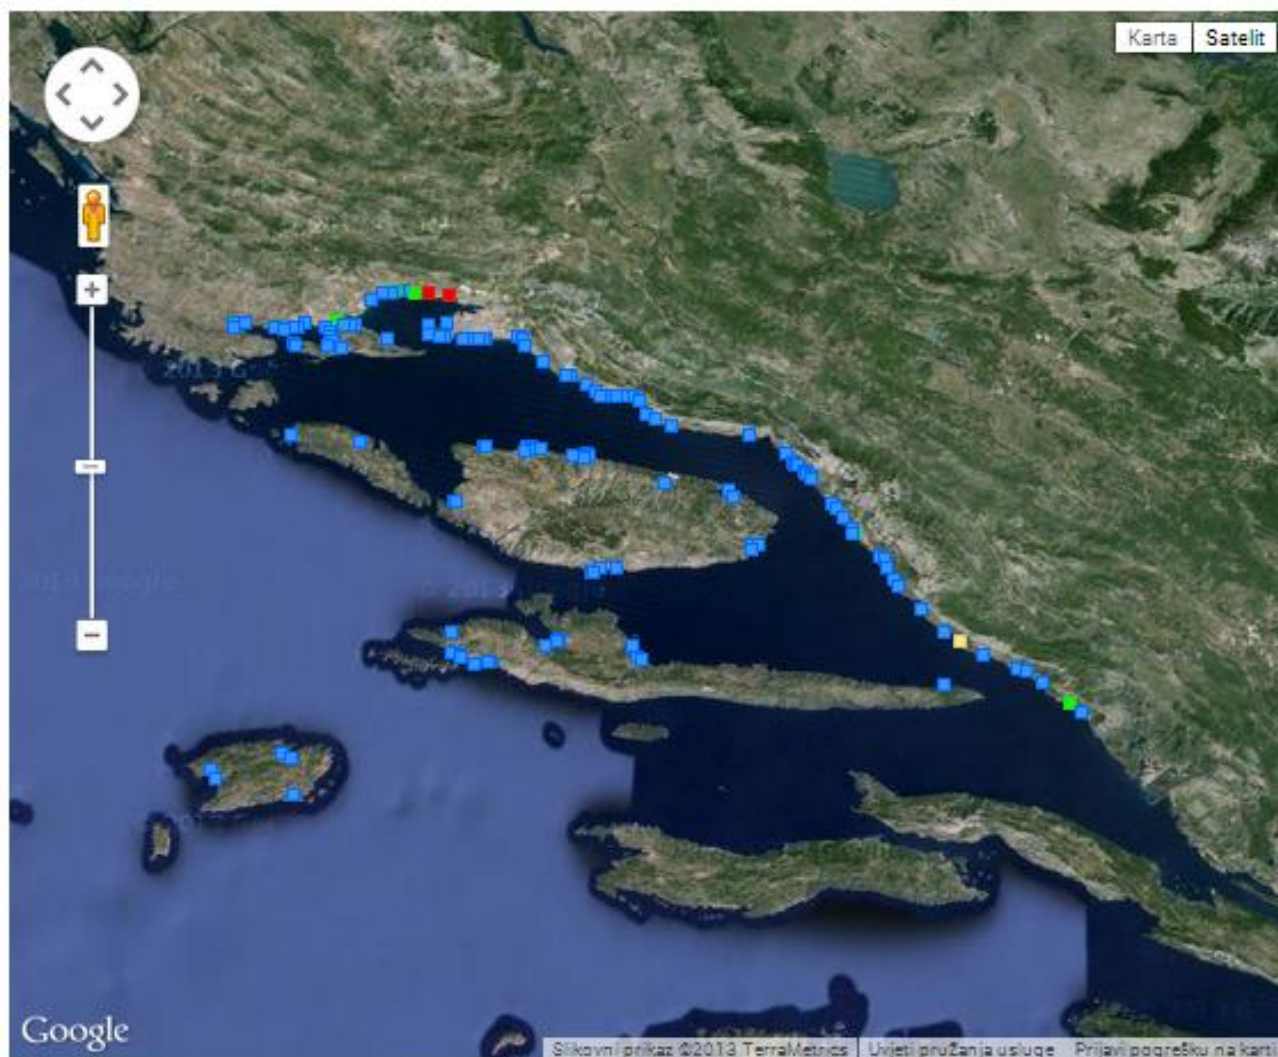 Karta Satelit
Google
Slikovni prikaz ©2013 TerraMetrics Uvjeti pružanja usluge Prijavi pogrešku na karti